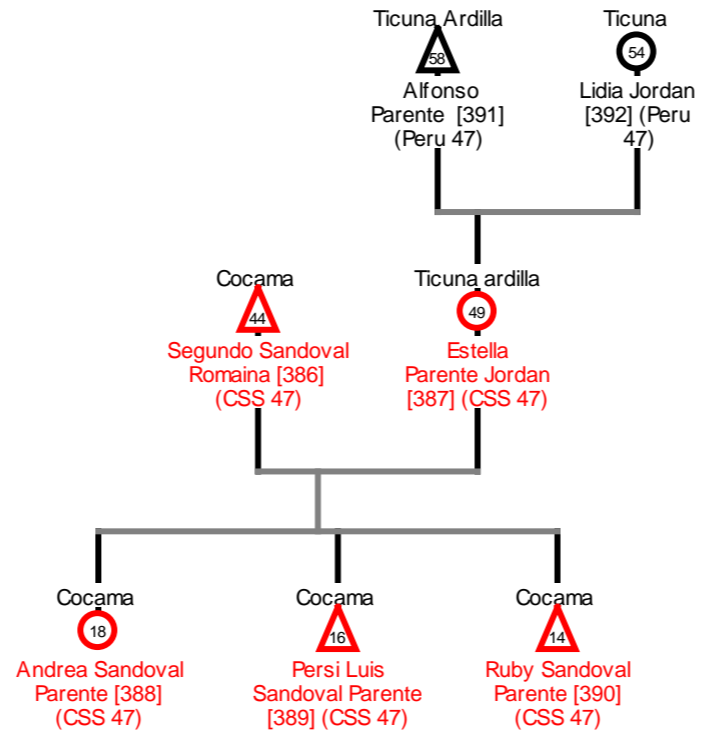 Ticuna Ardilla
58
Alfonso
Parente [391]
(Peru 47)
Ticuna
54
Lidia Jordan
[392] (Peru
47)
Cocama
44
Segundo Sandoval
Romaina [386]
(CSS 47)
Ticuna ardilla
49
Estella
Parente Jordan
[387] (CSS 47)
Cocama
18
Andrea Sandoval
Parente [388]
(CSS 47)
Cocama
16
Persi Luis
Sandoval Parente
[389] (CSS 47)
Cocama
14
Ruby Sandoval
Parente [390]
(CSS 47)